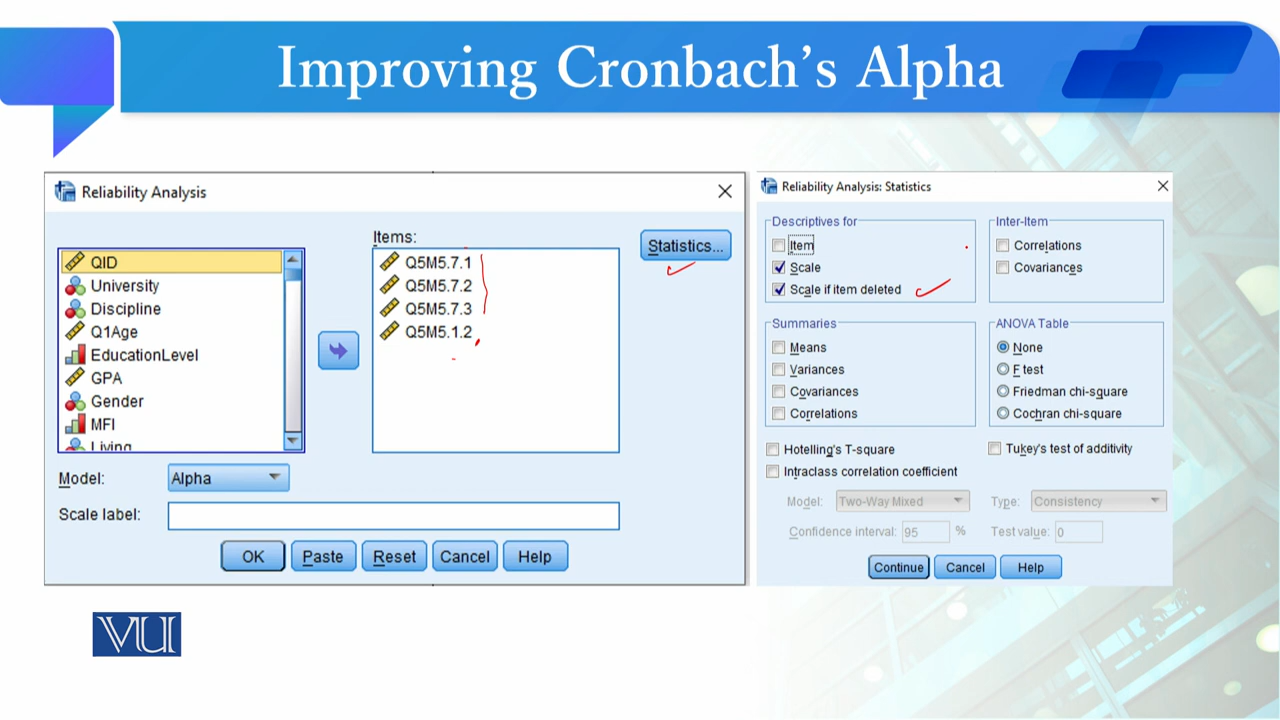 Improving Cronbach's Alpha
Reliability Analysis
Items:
QID
University
Discipline
Q1Age
EducationLevel
GPA
Gender
MFI
Living
Q5M5.7.1
Q5M5.7.2
Q5M5.7.3
Q5M5.1.2
Statistics...
Model:
Alpha
Scale label:
OK Paste Reset Cancel Help
Reliability Analysis: Statistics
Descriptives for
Item
Scale
Scale if item deleted
Inter-Item
Correlations
Covariances
Summaries
Means
Variances
Covariances
Correlations
ANOVA Table
None
F test
Friedman chi-square
Cochran chi-square
Hotelling's T-square
Tukey's test of additivity
Intraclass correlation coefficient
Model: Two-Way Mixed Type: Consistency
Confidence interval: 95 % Test value: 0
Continue Cancel Help
VU